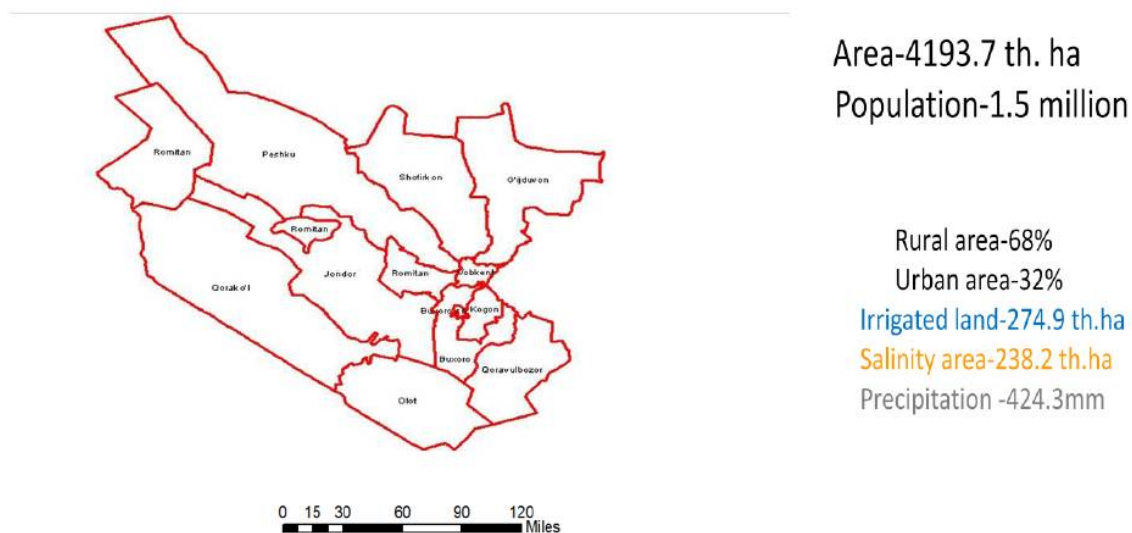 Area-4193.7 th. ha
Population-1.5 million
Romitan
Peshku
Shofirkon
G'ijduvon
Romitan
Jondor
Romitan
Vobkent
Qorako'l
Buxoro
Kogon
Buxoro
Qoravulbozor
Olot
Rural area-68%
Urban area-32%
Irrigated land-274.9 th.ha
Salinity area-238.2 th.ha
Precipitation -424.3mm
0 15 30 60 90 120
Miles